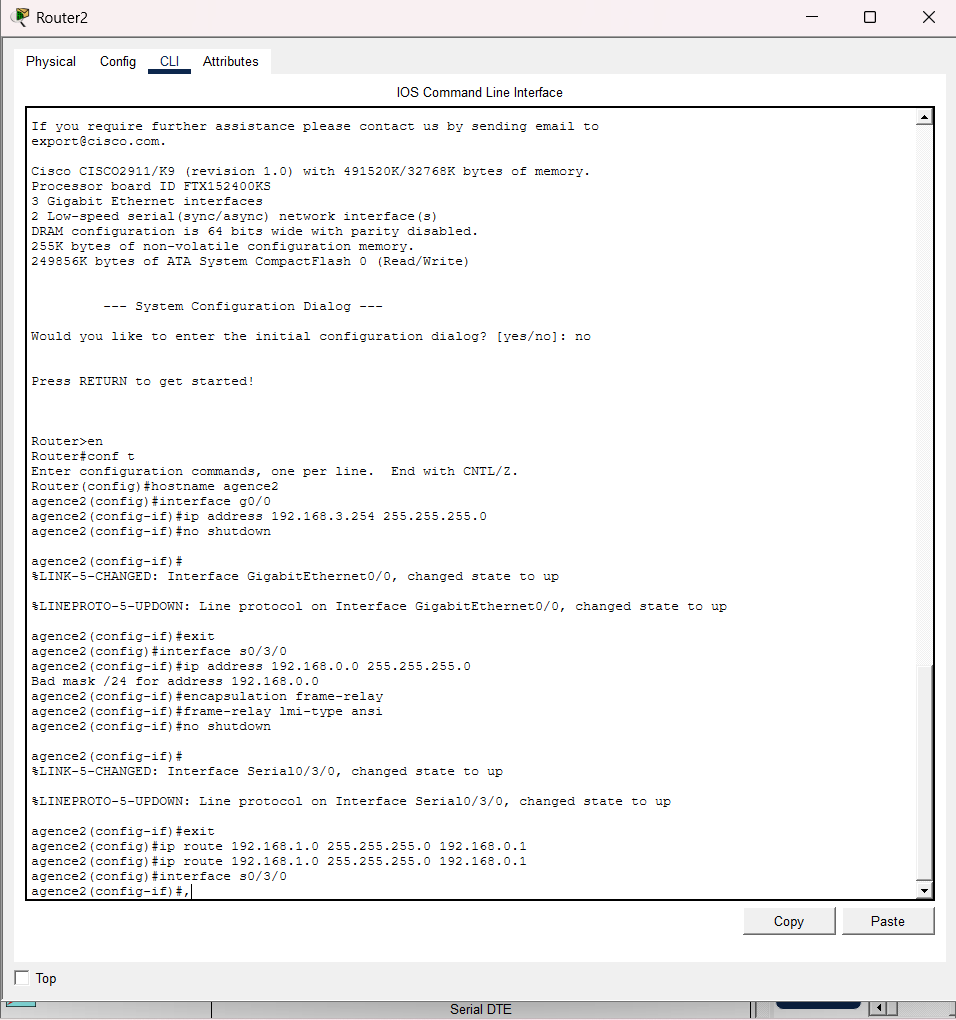 Router2
Physical Config CLI Attributes
IOS Command Line Interface
If you require further assistance please contact us by sending email to
export@cisco.com.
Cisco CISCO2911/K9 (revision 1.0) with 491520K/32768K bytes of memory.
Processor board ID FTX152400KS
3 Gigabit Ethernet interfaces
2 Low-speed serial(sync/async) network interface(s)
DRAM configuration is 64 bits wide with parity disabled.
255K bytes of non-volatile configuration memory.
249856K bytes of ATA System CompactFlash 0 (Read/Write)
--- System Configuration Dialog ---
Would you like to enter the initial configuration dialog? [yes/no]: no
Press RETURN to get started!
Router>en
Router#conf t
Enter configuration commands, one per line.  End with CNTL/Z.
Router(config)#hostname agence2
agence2(config)#interface g0/0
agence2(config-if)#ip address 192.168.3.254 255.255.255.0
agence2(config-if)#no shutdown
agence2(config-if)#
%LINK-5-CHANGED: Interface GigabitEthernet0/0, changed state to up
%LINEPROTO-5-UPDOWN: Line protocol on Interface GigabitEthernet0/0, changed state to up
agence2(config-if)#exit
agence2(config)#interface s0/3/0
agence2(config-if)#ip address 192.168.0.0 255.255.255.0
Bad mask /24 for address 192.168.0.0
agence2(config-if)#encapsulation frame-relay
agence2(config-if)#frame-relay lmi-type ansi
agence2(config-if)#no shutdown
agence2(config-if)#
%LINK-5-CHANGED: Interface Serial0/3/0, changed state to up
%LINEPROTO-5-UPDOWN: Line protocol on Interface Serial0/3/0, changed state to up
agence2(config-if)#exit
agence2(config)#ip route 192.168.1.0 255.255.255.0 192.168.0.1
agence2(config)#ip route 192.168.1.0 255.255.255.0 192.168.0.1
agence2(config)#interface s0/3/0
agence2(config-if)#,
Copy Paste
Top
Serial DTE